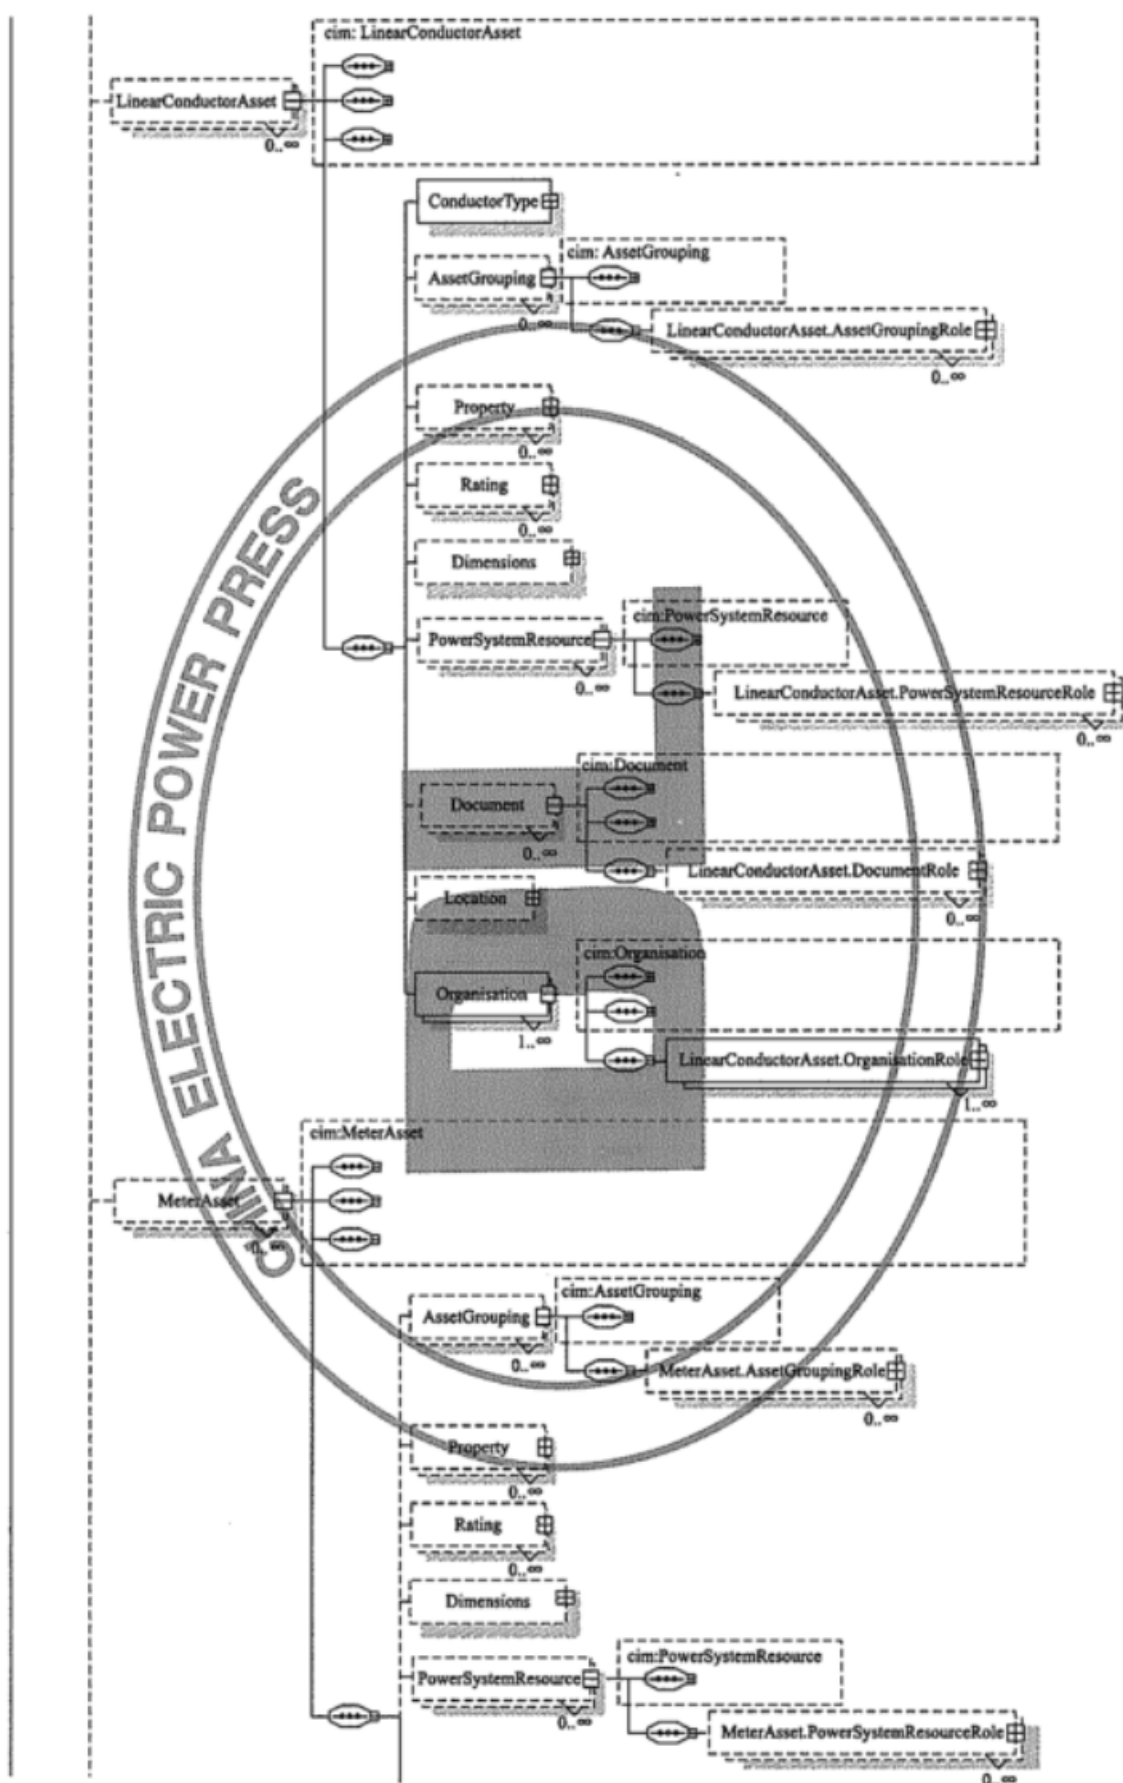 cim: LinearConductorAsset
LinearConductorAsset
0..∞
ConductorType
cim: AssetGrouping
AssetGrouping
0..∞
LinearConductorAsset.AssetGroupingRole
0..∞
Property
0..∞
Rating
0..∞
Dimensions
cim:PowerSystemResource
PowerSystemResource
0..∞
LinearConductorAsset.PowerSystemResourceRole
0..∞
cim:Document
Document
0..∞
LinearConductorAsset.DocumentRole
0..∞
Location
cim:Organisation
Organisation
1..∞
LinearConductorAsset.OrganisationRole
1..∞
CHINA ELECTRIC POWER PRESS
cim:MeterAsset
MeterAsset
0..∞
cim:AssetGrouping
AssetGrouping
0..∞
MeterAsset.AssetGroupingRole
0..∞
Property
0..∞
Rating
0..∞
Dimensions
cim:PowerSystemResource
PowerSystemResource
0..∞
MeterAsset.PowerSystemResourceRole
0..∞